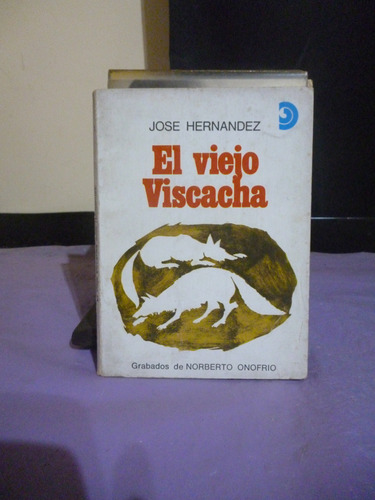 JOSE HERNANDEZ
El viejo
Viscacha
Grabados de NORBERTO ONOFRIO